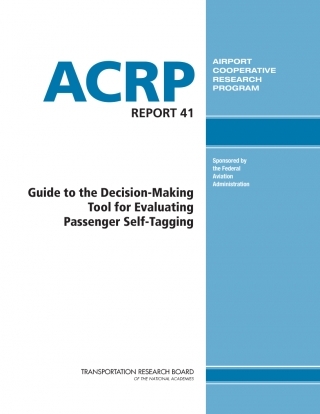 ACRP
REPORT 41
AIRPORT
COOPERATIVE
RESEARCH
PROGRAM
Sponsored by
the Federal
Aviation
Administration
Guide to the Decision-Making
Tool for Evaluating
Passenger Self-Tagging
TRANSPORTATION RESEARCH BOARD
OF THE NATIONAL ACADEMIES